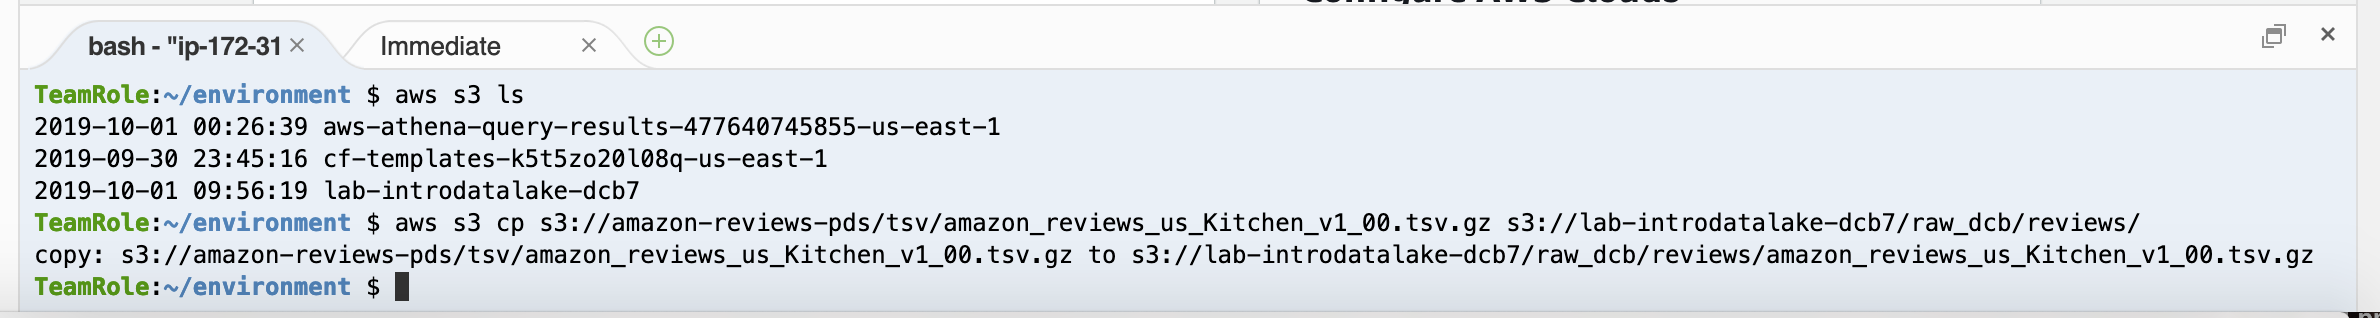 Configure AWS Cloud9
bash - "ip-172-31 ×
Immediate ×
TeamRole:~/environment $ aws s3 ls
2019-10-01 00:26:39 aws-athena-query-results-477640745855-us-east-1
2019-09-30 23:45:16 cf-templates-k5t5zo20l08q-us-east-1
2019-10-01 09:56:19 lab-introdatalake-dcb7
TeamRole:~/environment $ aws s3 cp s3://amazon-reviews-pds/tsv/amazon_reviews_us_Kitchen_v1_00.tsv.gz s3://lab-introdatalake-dcb7/raw_dcb/reviews/
copy: s3://amazon-reviews-pds/tsv/amazon_reviews_us_Kitchen_v1_00.tsv.gz to s3://lab-introdatalake-dcb7/raw_dcb/reviews/amazon_reviews_us_Kitchen_v1_00.tsv.gz
TeamRole:~/environment $